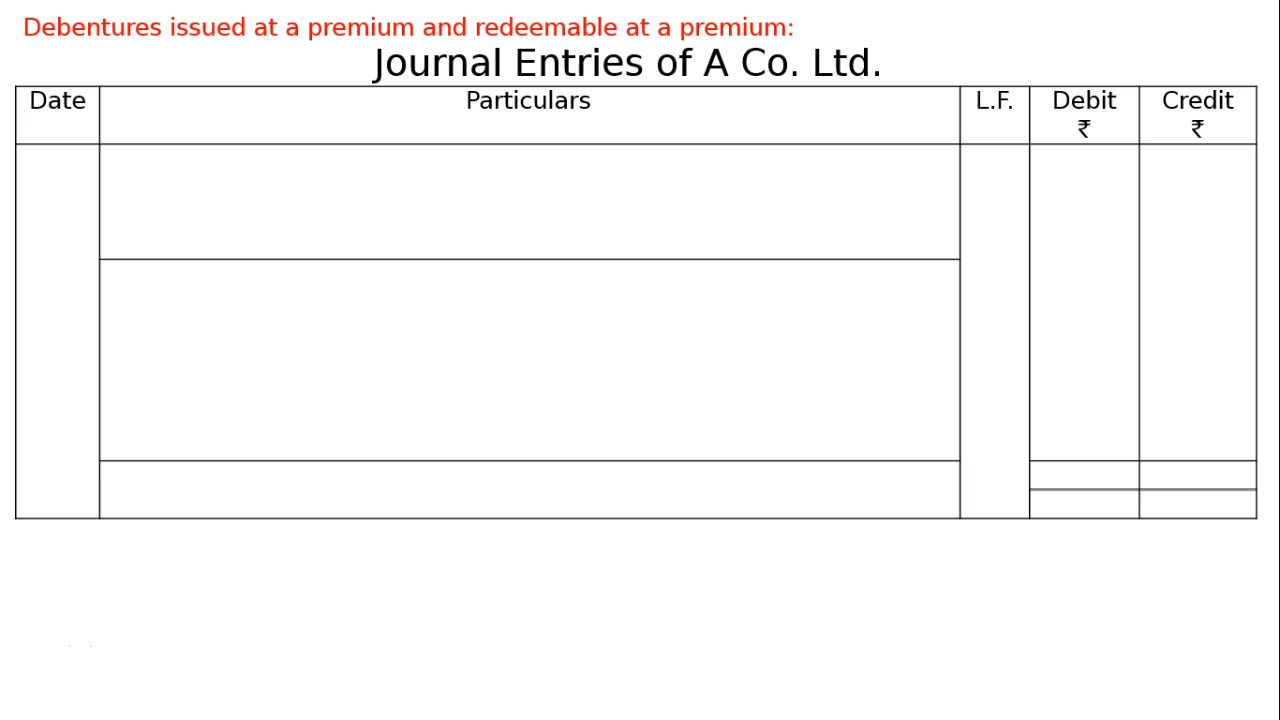 Debentures issued at a premium and redeemable at a premium:
Journal Entries of A Co. Ltd.
Date Particulars L.F. Debit Credit
₹ ₹